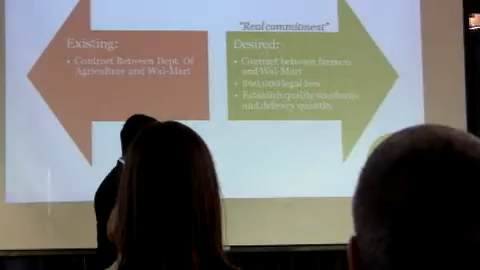 "Real commitment"
Existing:
• Contract Between Dept. Of
Agriculture and Wal-Mart
Desired:
• Contract between farmers
and Wal-Mart
legal fees
• Establish quality standards
and delivery quantity